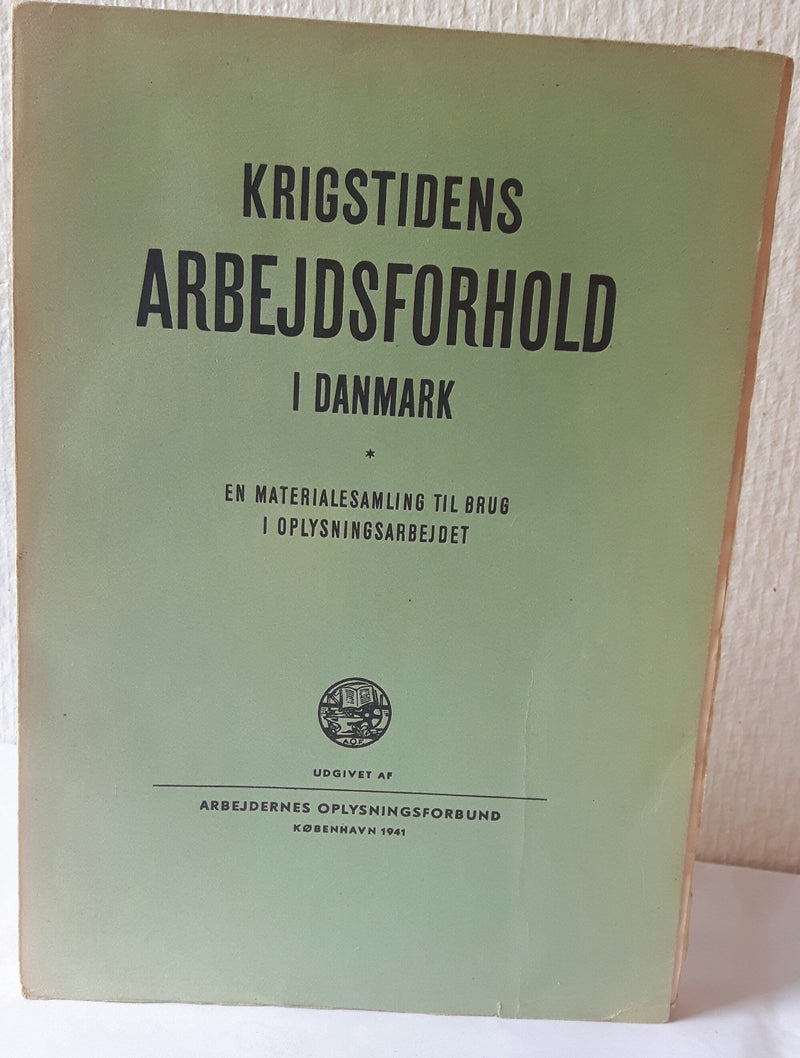 KRIGSTIDENS
ARBEJDSFORHOLD
I DANMARK
*
EN MATERIALESAMLING TIL BRUG
I OPLYSNINGSARBEJDET
A.O.F.
UDGIVET AF
ARBEJDERNES OPLYSNINGSFORBUND
KØBENHAVN 1941